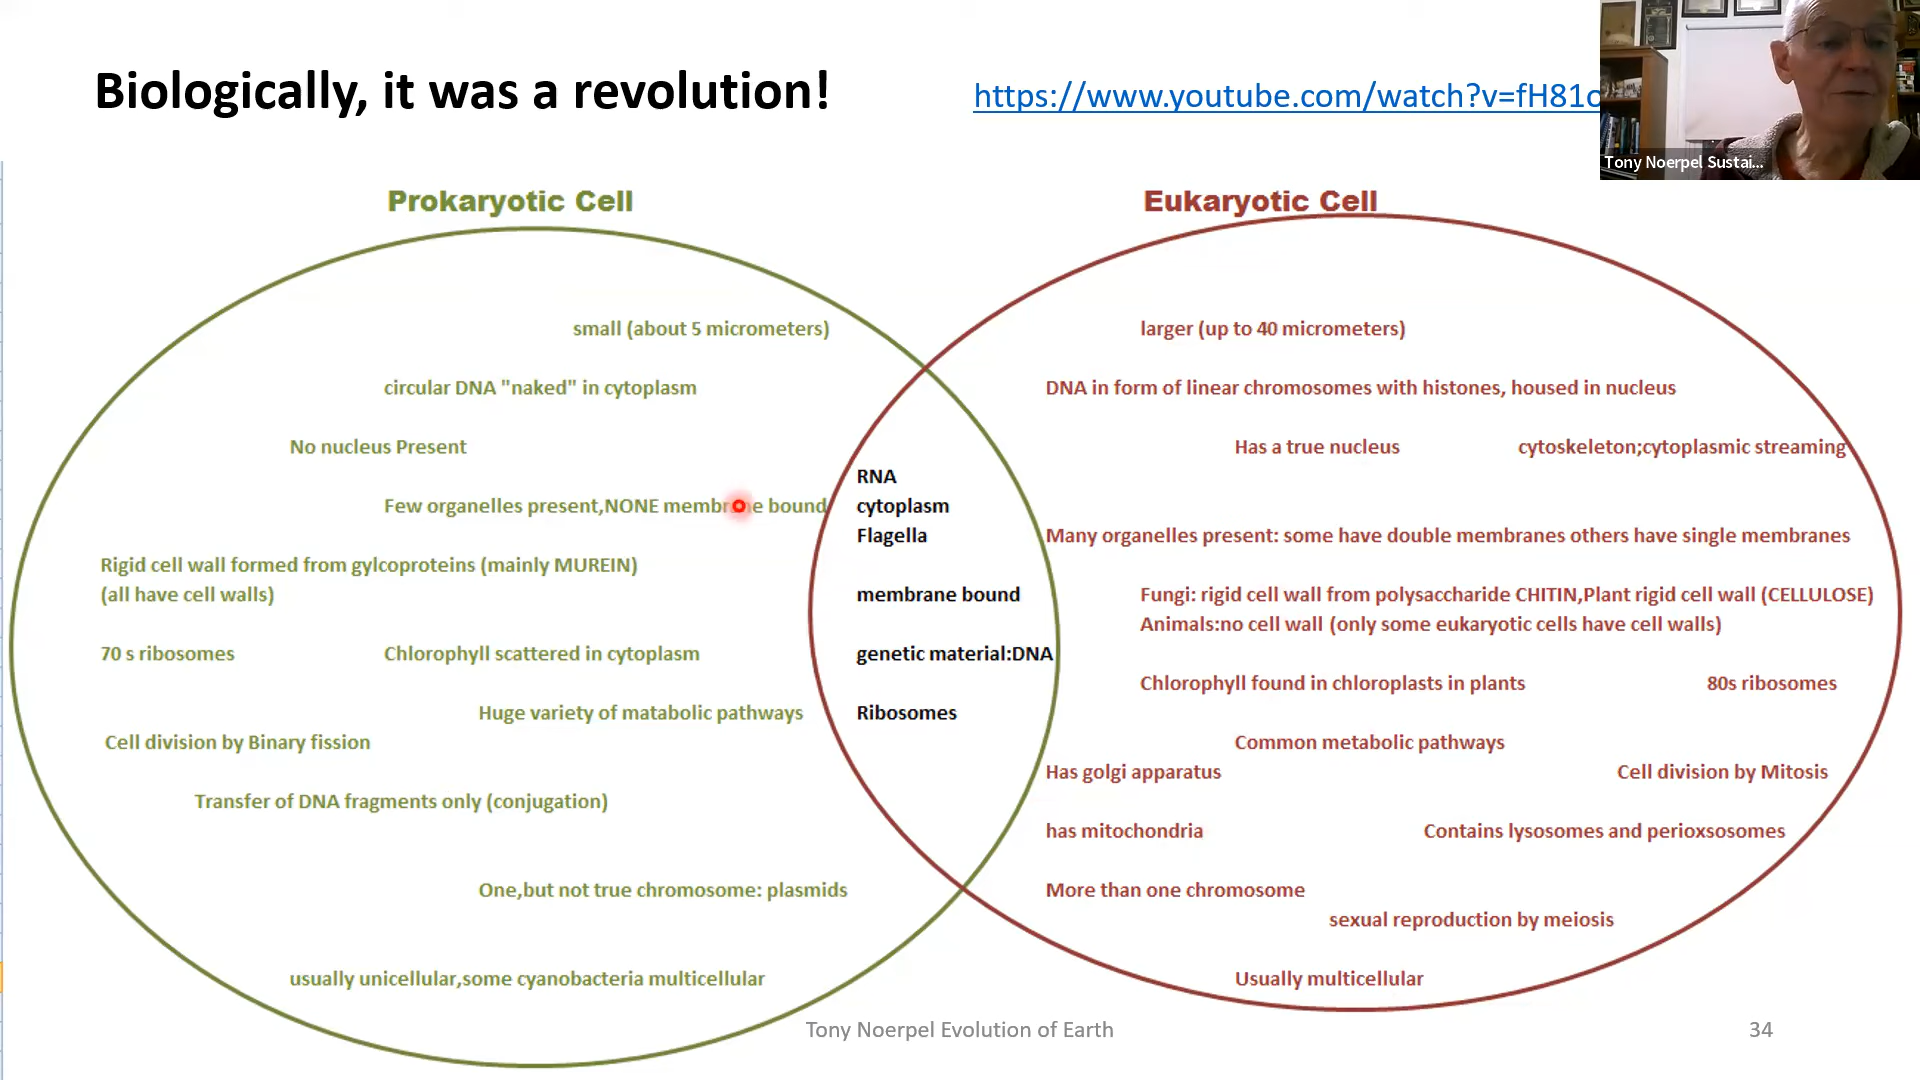 Biologically, it was a revolution!
https://www.youtube.com/watch?v=fH81c
Tony Noerpel Sustai...
Prokaryotic Cell
Eukaryotic Cell
small (about 5 micrometers)
larger (up to 40 micrometers)
circular DNA "naked" in cytoplasm
DNA in form of linear chromosomes with histones, housed in nucleus
No nucleus Present
Has a true nucleus
cytoskeleton;cytoplasmic streaming
RNA
Few organelles present,NONE membrane bound
cytoplasm
Flagella
Many organelles present: some have double membranes others have single membranes
Rigid cell wall formed from gylcoproteins (mainly MUREIN)
(all have cell walls)
membrane bound
Fungi: rigid cell wall from polysaccharide CHITIN,Plant rigid cell wall (CELLULOSE)
Animals:no cell wall (only some eukaryotic cells have cell walls)
70 s ribosomes
Chlorophyll scattered in cytoplasm
genetic material:DNA
Chlorophyll found in chloroplasts in plants
80s ribosomes
Huge variety of matabolic pathways
Ribosomes
Cell division by Binary fission
Common metabolic pathways
Has golgi apparatus
Cell division by Mitosis
Transfer of DNA fragments only (conjugation)
has mitochondria
Contains lysosomes and perioxsosomes
One,but not true chromosome: plasmids
More than one chromosome
sexual reproduction by meiosis
usually unicellular,some cyanobacteria multicellular
Usually multicellular
Tony Noerpel Evolution of Earth
34